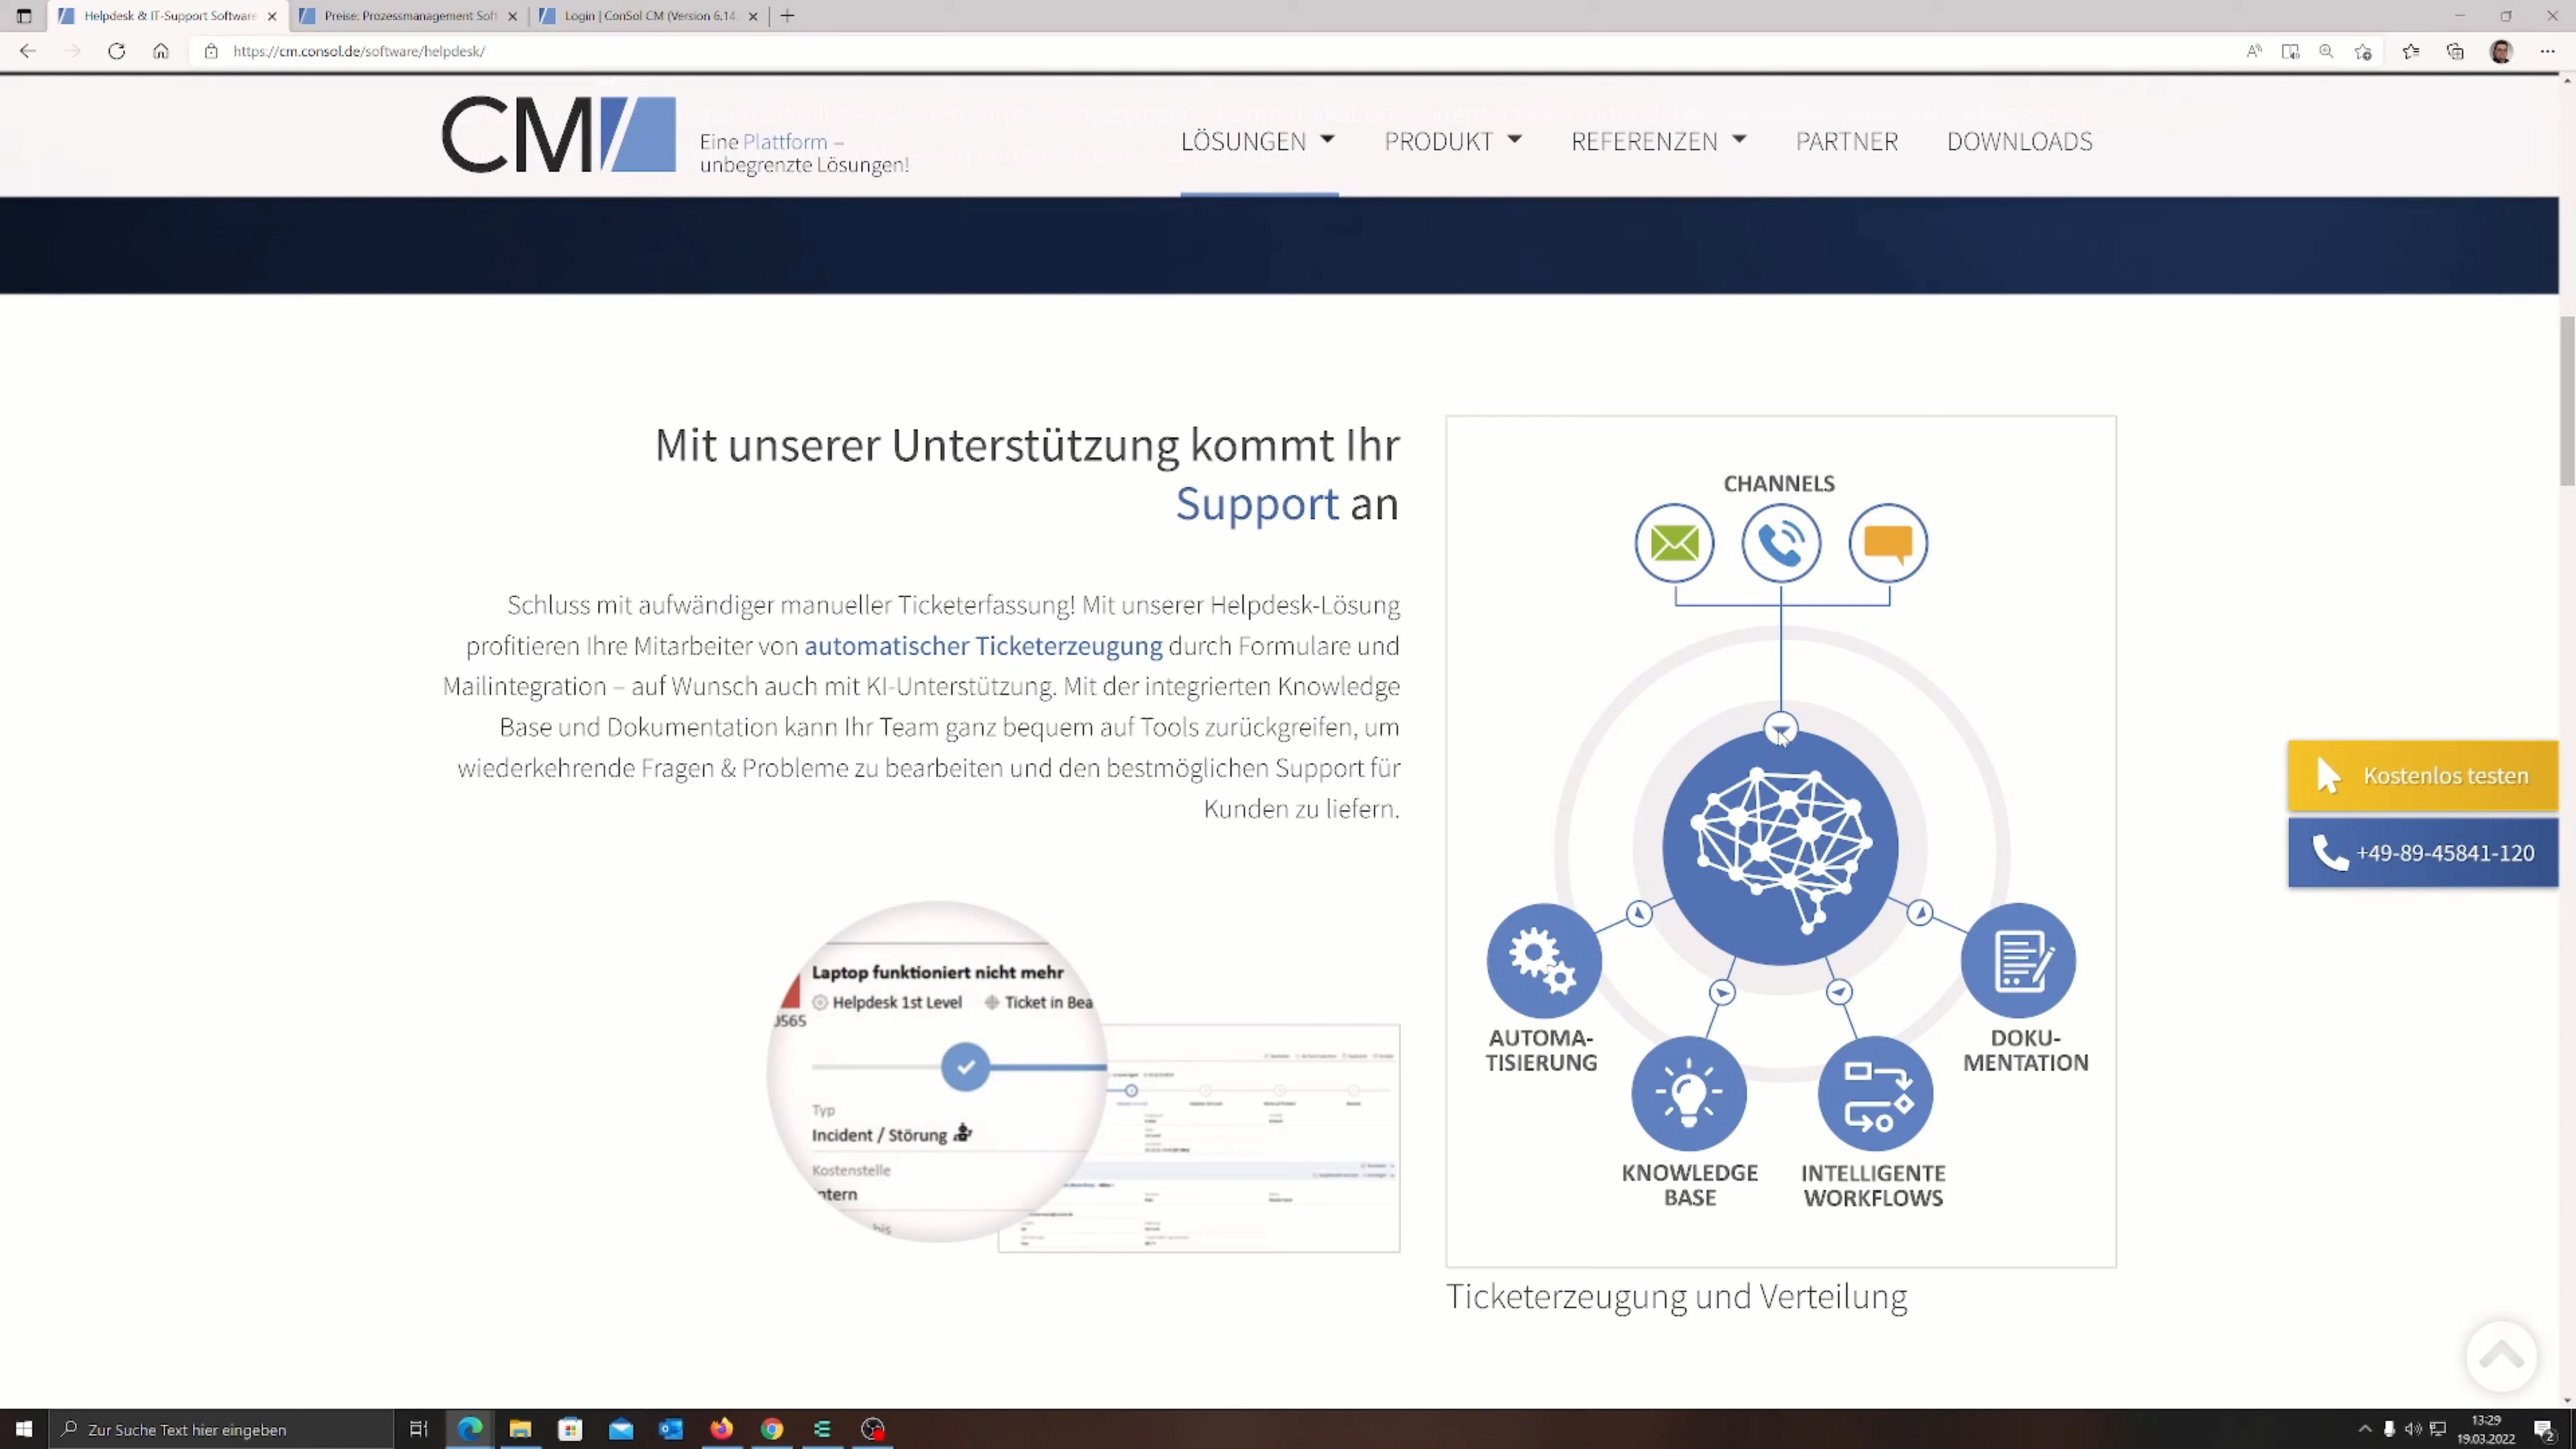 Helpdesk & IT-Support Software
Preise: Prozessmanagement Soft
Login | ConSol CM (Version 6.14.
https://cm.consol.de/software/helpdesk/
CM/
Eine Plattform –
unbegrenzte Lösungen!
LÖSUNGEN
PRODUKT
REFERENZEN
PARTNER
DOWNLOADS
Mit unserer Unterstützung kommt Ihr
Support an
Schluss mit aufwändiger manueller Ticketerfassung! Mit unserer Helpdesk-Lösung
profitieren Ihre Mitarbeiter von automatischer Ticketerzeugung durch Formulare und
Mailintegration – auf Wunsch auch mit KI-Unterstützung. Mit der integrierten Knowledge
Base und Dokumentation kann Ihr Team ganz bequem auf Tools zurückgreifen, um
wiederkehrende Fragen & Probleme zu bearbeiten und den bestmöglichen Support für
Kunden zu liefern.
Laptop funktioniert nicht mehr
Helpdesk 1st Level
Ticket in Bea
Typ
Incident / Störung
Kostenstelle
ntern
bis
CHANNELS
AUTOMA-
TISIERUNG
KNOWLEDGE
BASE
INTELLIGENTE
WORKFLOWS
DOKU-
MENTATION
Ticketerzeugung und Verteilung
Kostenlos testen
+49-89-45841-120
Zur Suche Text hier eingeben
13:29
19.03.2022
2